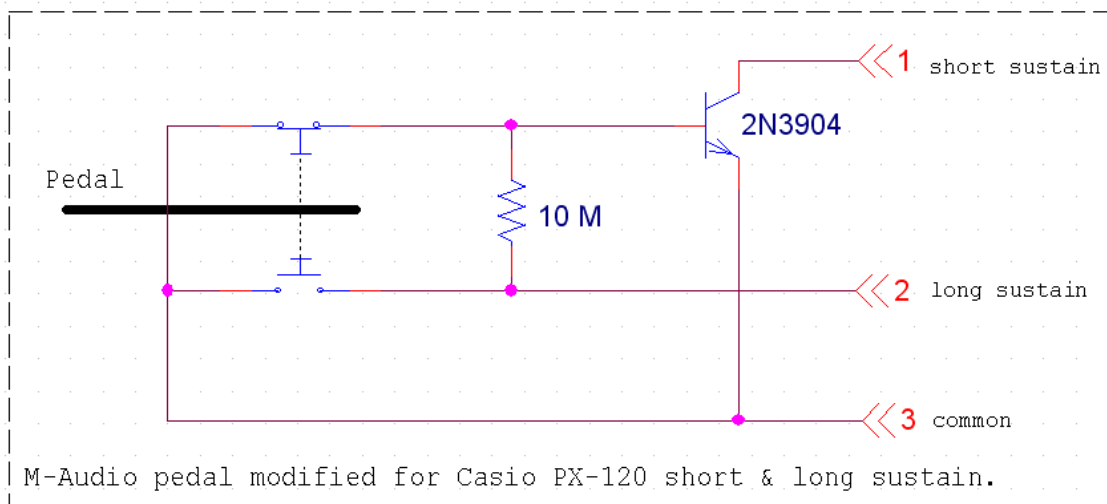 1 short sustain
2N3904
Pedal
10 M
2 long sustain
3 common
M-Audio pedal modified for Casio PX-120 short & long sustain.